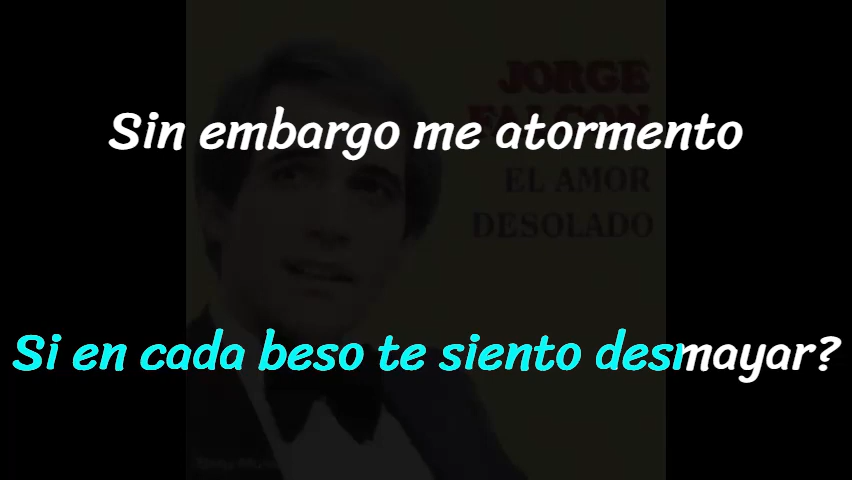 JORGE
FALCON
Sin embargo me atormento
EL AMOR
DESOLADO
Si en cada beso te siento desmayar?